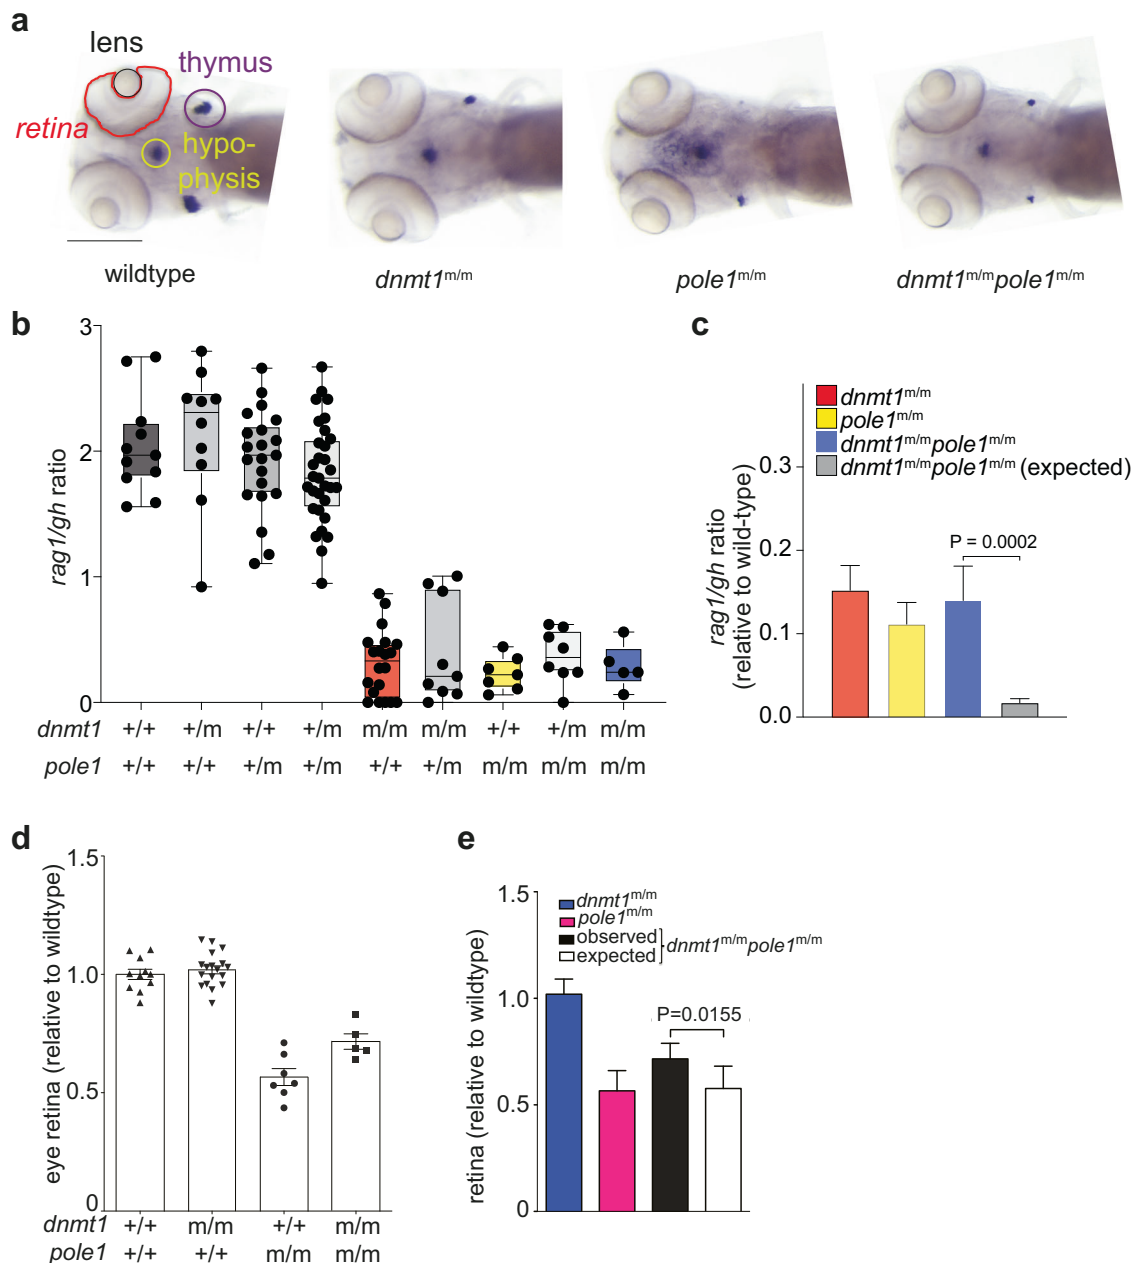 a
lens
thymus
retina
hypo-
physis
wildtype
dnmt1m/m
pole1m/m
dnmt1m/mpole1m/m
b
3
2
1
0
rag1/gh ratio
dnmt1 +/+ +/m +/+ +/m m/m m/m +/+ +/m m/m
pole1 +/+ +/+ +/m +/m +/+ +/m m/m m/m m/m
c
dnmt1m/m
pole1m/m
dnmt1m/mpole1m/m
dnmt1m/mpole1m/m (expected)
0.3
0.2
0.1
0.0
rag1/gh ratio
(relative to wild-type)
P = 0.0002
d
1.5
1.0
0.5
0
eye retina (relative to wildtype)
dnmt1 +/+ m/m +/+ m/m
pole1 +/+ +/+ m/m m/m
e
1.5
1.0
0.5
0
retina (relative to wildtype)
dnmt1m/m
pole1m/m
observed
expected
dnmt1m/mpole1m/m
P=0.0155